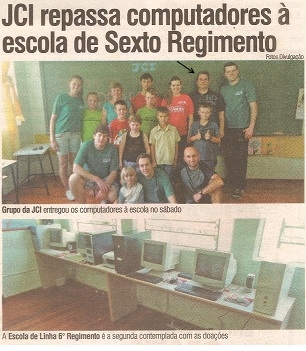 JCI repassa computadores à
escola de Sexto Regimento
Fotos Divulgação
JCI
Grupo da JCI entregou os computadores à escola no sábado
A Escola de Linha 6º Regimento é a segunda contemplada com as doações